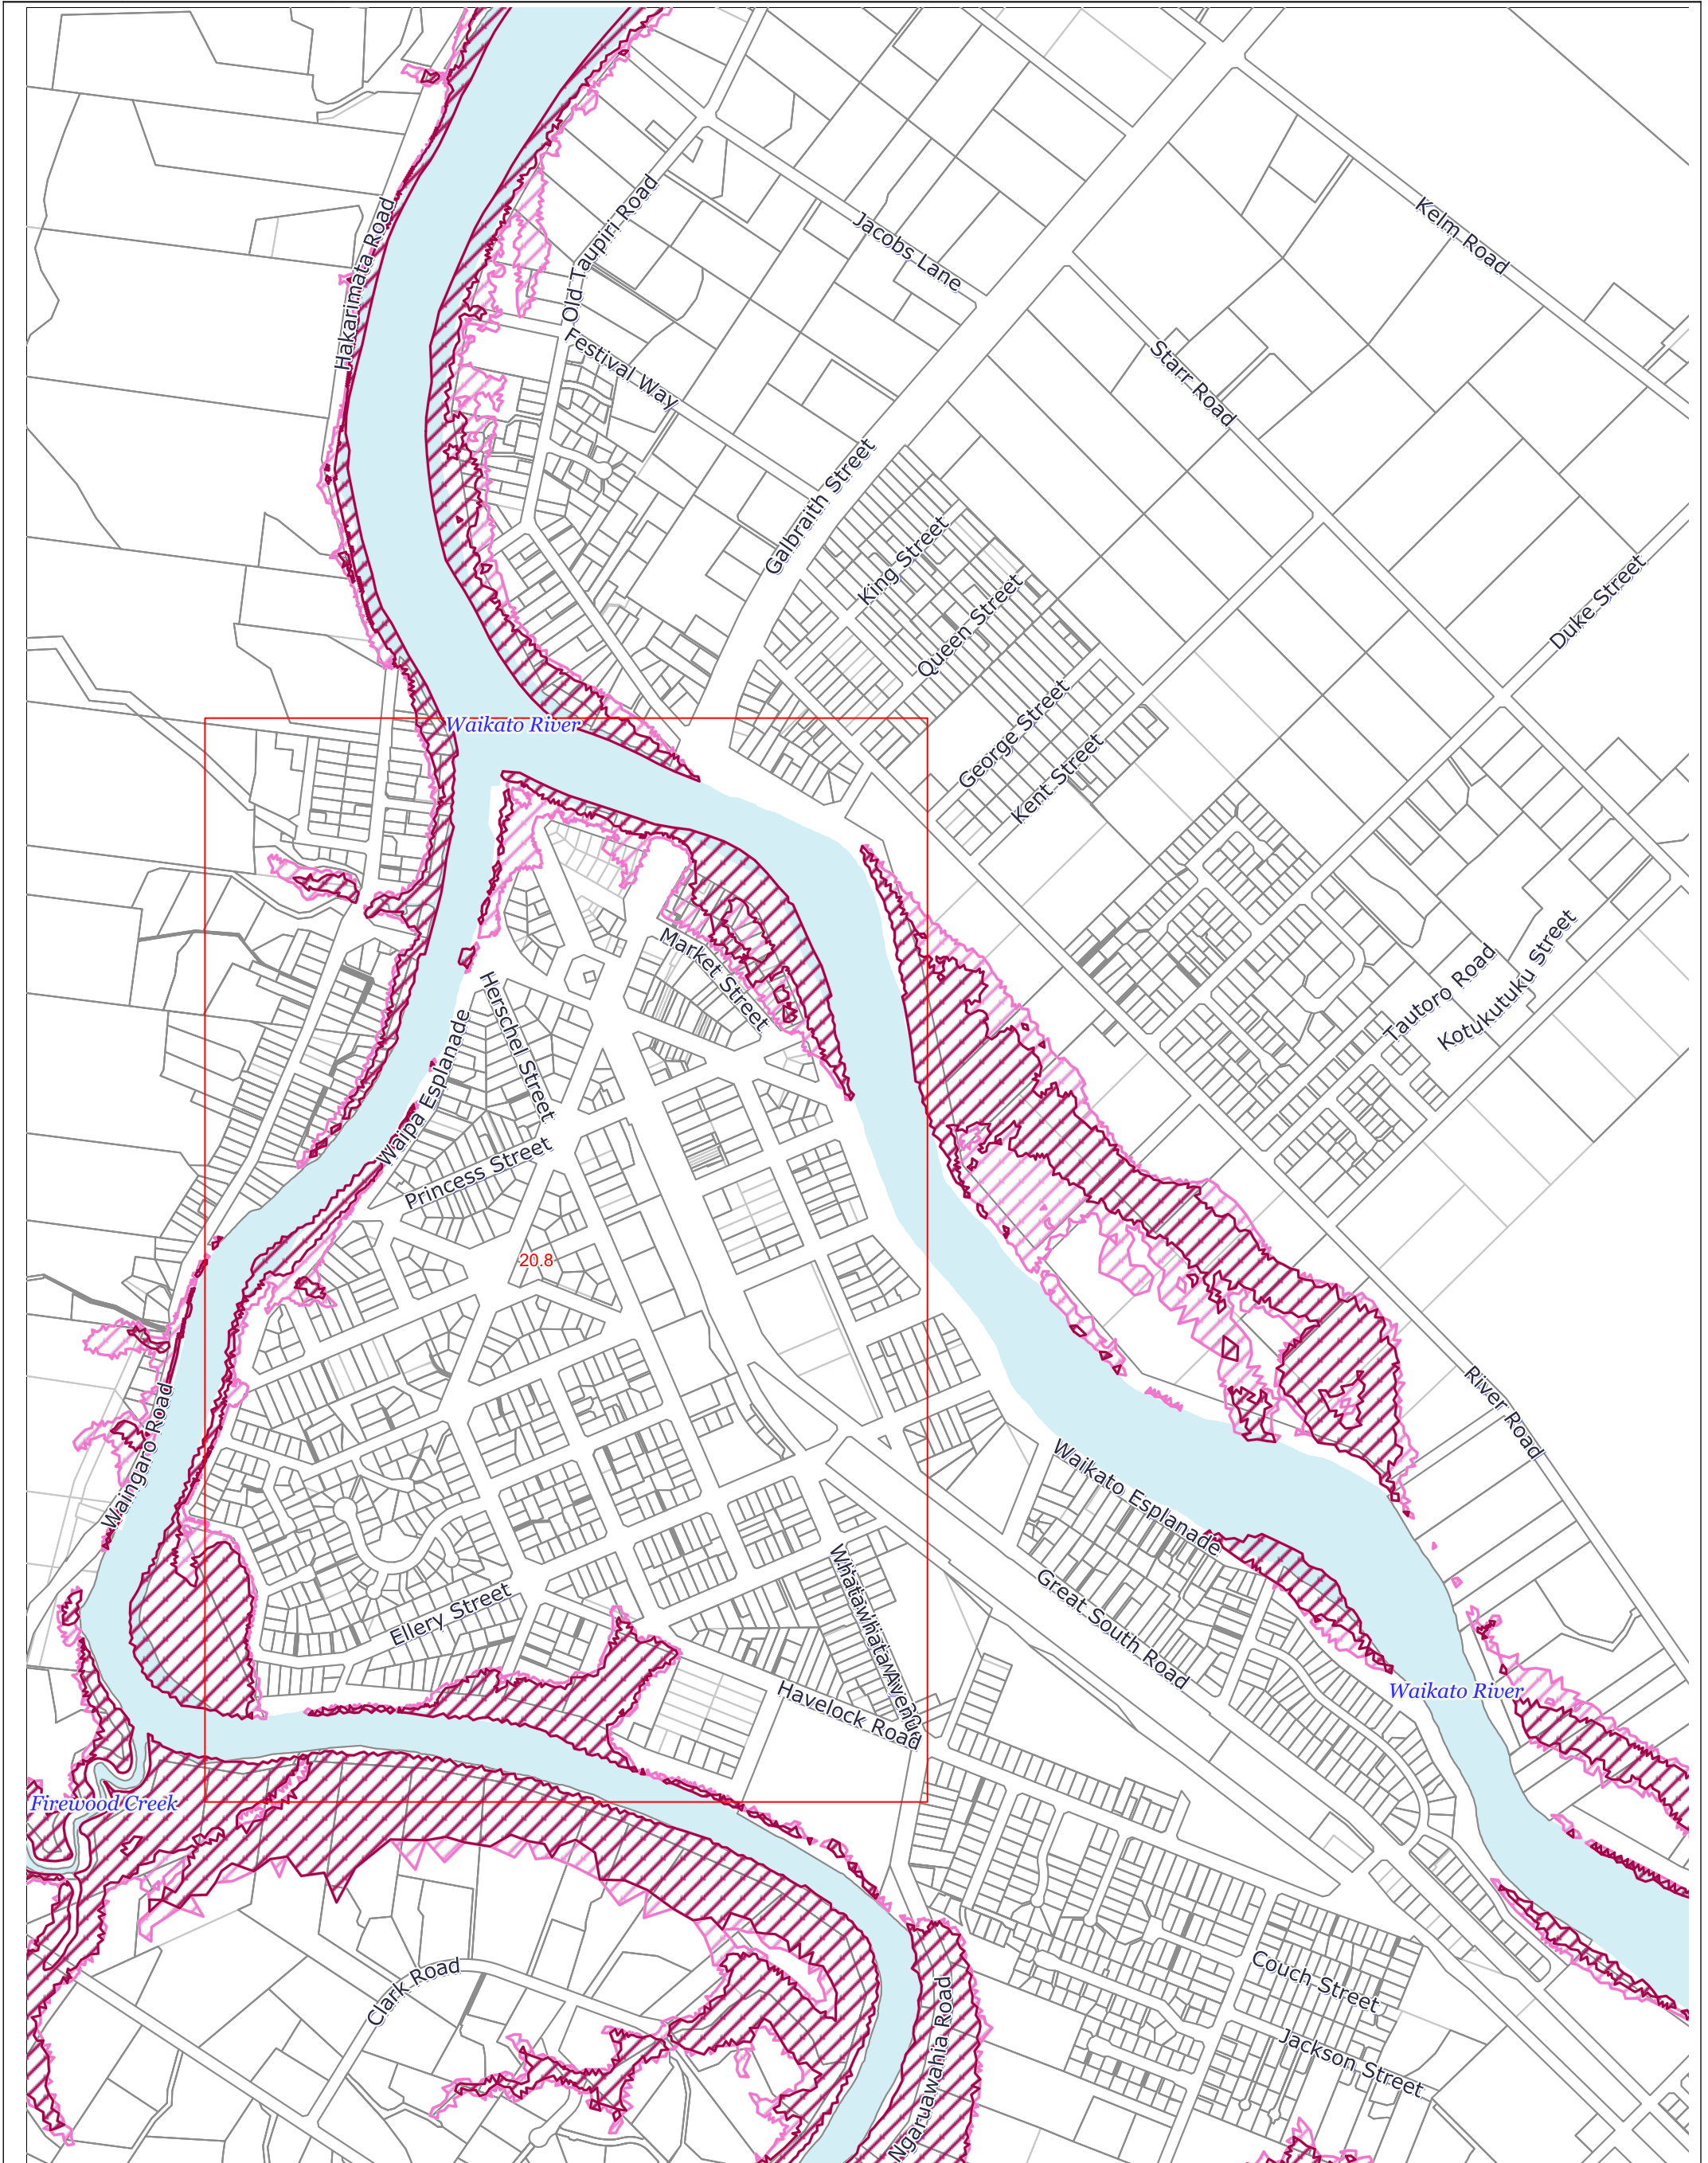 Hakarimata Road
Old Taupiri Road
Jacobs Lane
Kelm Road
Festival Way
Starr Road
Galbraith Street
King Street
Queen Street
Duke Street
George Street
Kent Street
Waikato River
Market Street
Herschel Street
Waipa Esplanade
Princess Street
Tautoro Road
Kotukutuku Street
20.8
Waingaro Road
River Road
Waikato Esplanade
Great South Road
Ellery Street
Whatawhata Avenue
Havelock Road
Waikato River
Firewood Creek
Clark Road
Couch Street
Jackson Street
Ngaruawahia Road